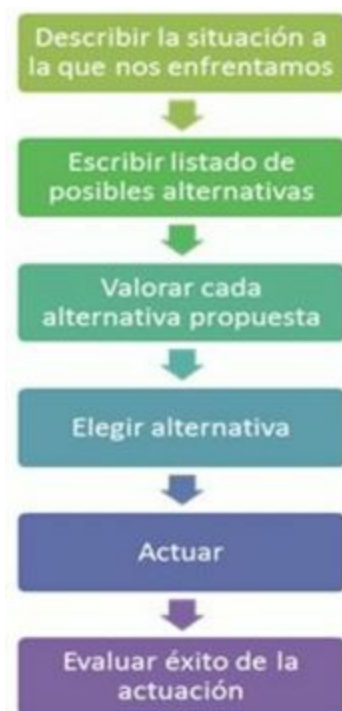 Describir la situación a
la que nos enfrentamos
Escribir listado de
posibles alternativas
Valorar cada
alternativa propuesta
Elegir alternativa
Actuar
Evaluar éxito de la
actuación